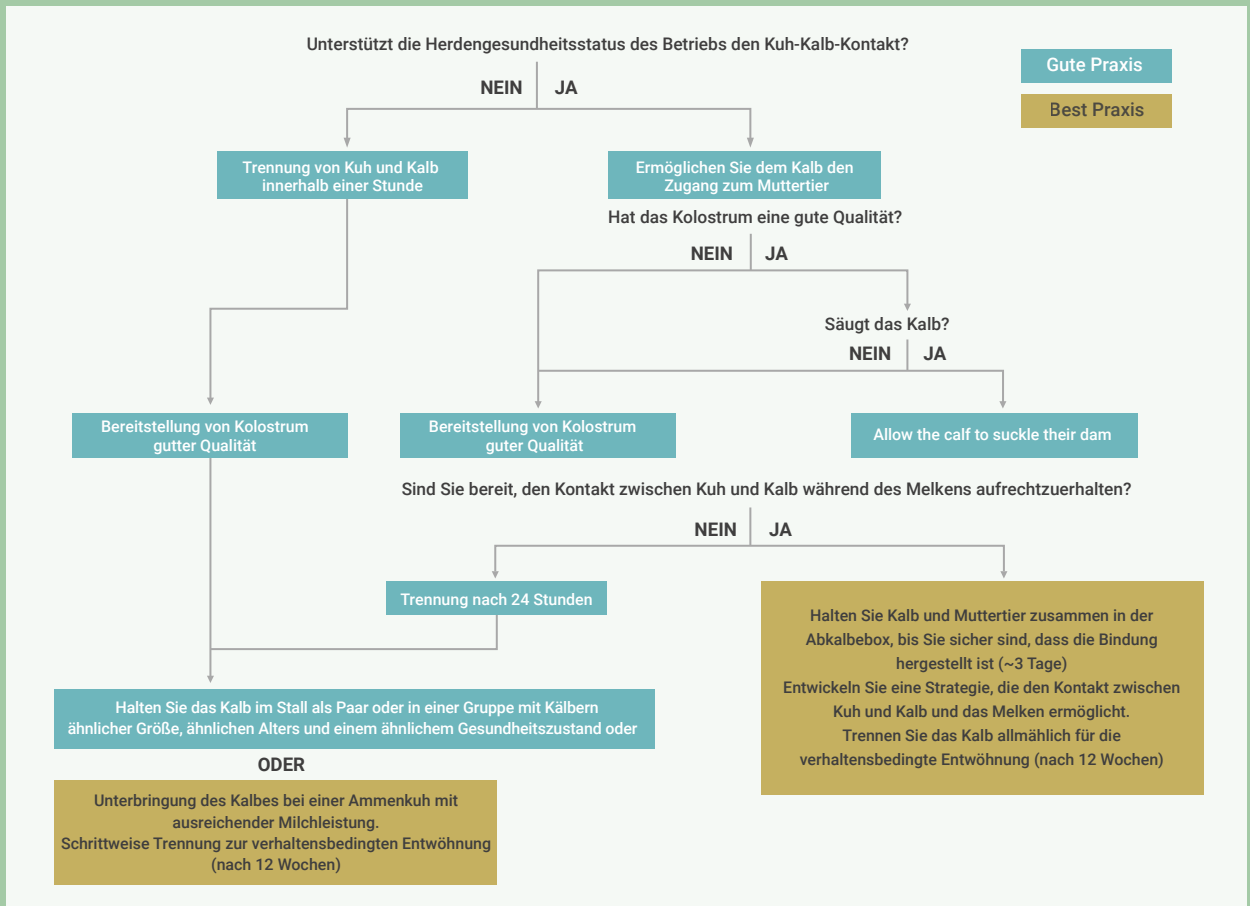 Unterstützt die Herdengesundheitsstatus des Betriebs den Kuh-Kalb-Kontakt?
Gute Praxis
Best Praxis
NEIN
JA
Trennung von Kuh und Kalb
innerhalb einer Stunde
Ermöglichen Sie dem Kalb den
Zugang zum Muttertier
Hat das Kolostrum eine gute Qualität?
NEIN
JA
Säugt das Kalb?
NEIN
JA
Bereitstellung von Kolostrum
gutter Qualität
Bereitstellung von Kolostrum
guter Qualität
Allow the calf to suckle their dam
Sind Sie bereit, den Kontakt zwischen Kuh und Kalb während des Melkens aufrechtzuerhalten?
NEIN
JA
Trennung nach 24 Stunden
Halten Sie Kalb und Muttertier zusammen in der
Abkalbebox, bis Sie sicher sind, dass die Bindung
hergestellt ist (~3 Tage)
Entwickeln Sie eine Strategie, die den Kontakt zwischen
Kuh und Kalb und das Melken ermöglicht.
Trennen Sie das Kalb allmählich für die
verhaltensbedingte Entwöhnung (nach 12 Wochen)
Halten Sie das Kalb im Stall als Paar oder in einer Gruppe mit Kälbern
ähnlicher Größe, ähnlichen Alters und einem ähnlichem Gesundheitszustand oder
ODER
Unterbringung des Kalbes bei einer Ammenkuh mit
ausreichender Milchleistung.
Schrittweise Trennung zur verhaltensbedingten Entwöhnung
(nach 12 Wochen)